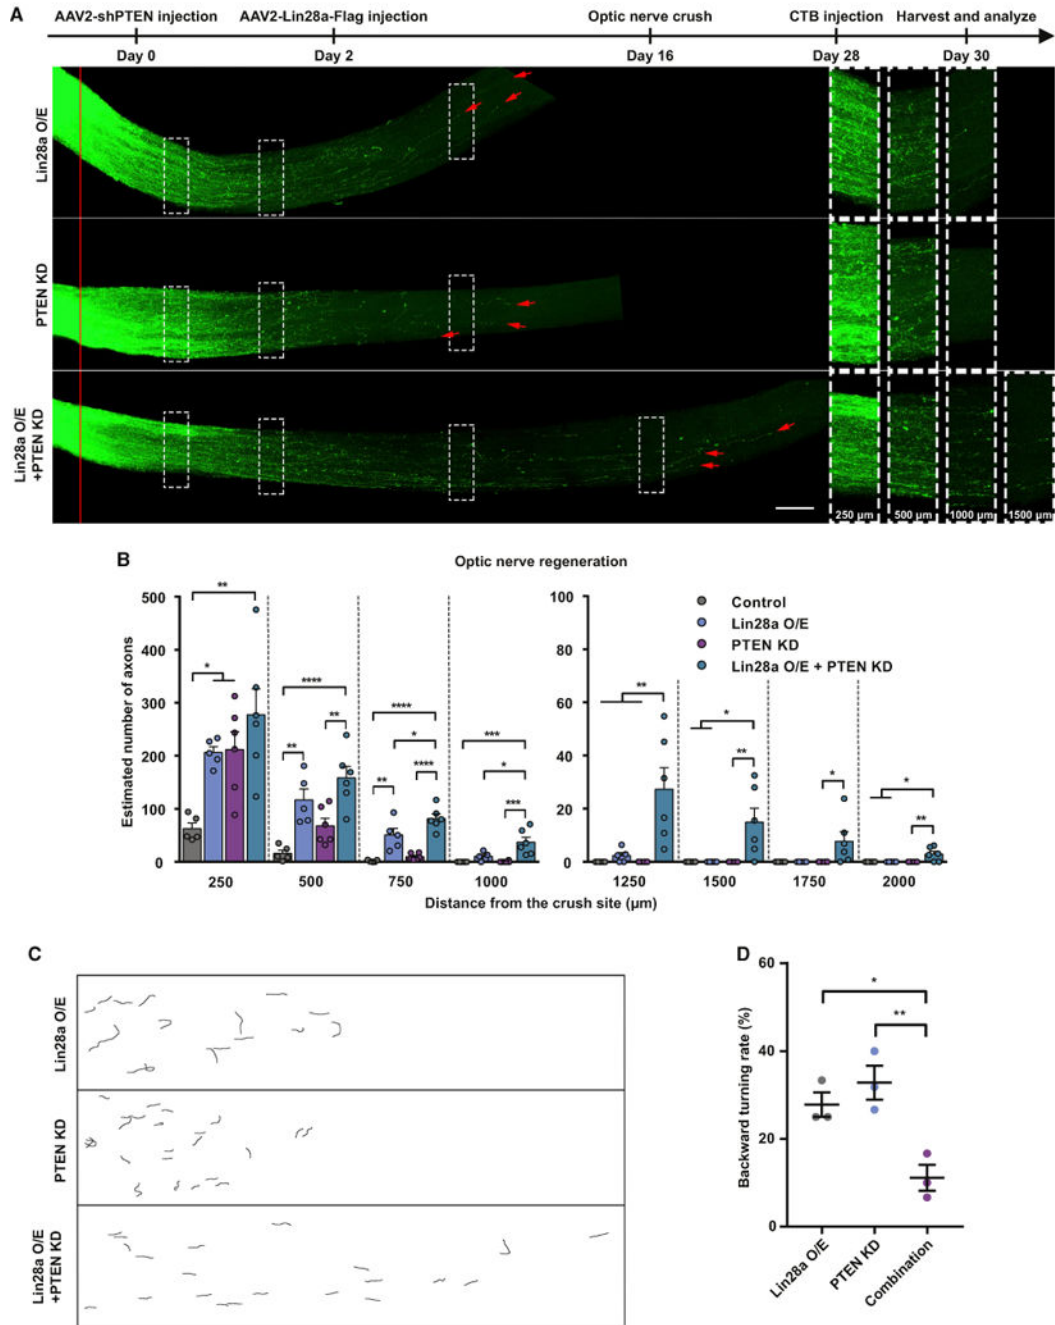 A
AAV2-shPTEN injection AAV2-Lin28a-Flag injection Optic nerve crush CTB injection Harvest and analyze
Day 0 Day 2 Day 16 Day 28 Day 30
Lin28a O/E
PTEN KD
Lin28a O/E
+PTEN KD
250 µm 500 µm 1000 µm 1500 µm
B
Optic nerve regeneration
Estimated number of axons
500
400
300
200
100
0
** *
**** ** **
**** * ** ****
*** * ***
250 500 750 1000
100
80
60
40
20
0
Control
Lin28a O/E
PTEN KD
Lin28a O/E + PTEN KD
**
* **
*
* **
1250 1500 1750 2000
Distance from the crush site (µm)
C
Lin28a O/E
PTEN KD
Lin28a O/E
+PTEN KD
D
Backward turning rate (%)
60
40
20
0
*
**
Lin28a O/E
PTEN KD
Combination